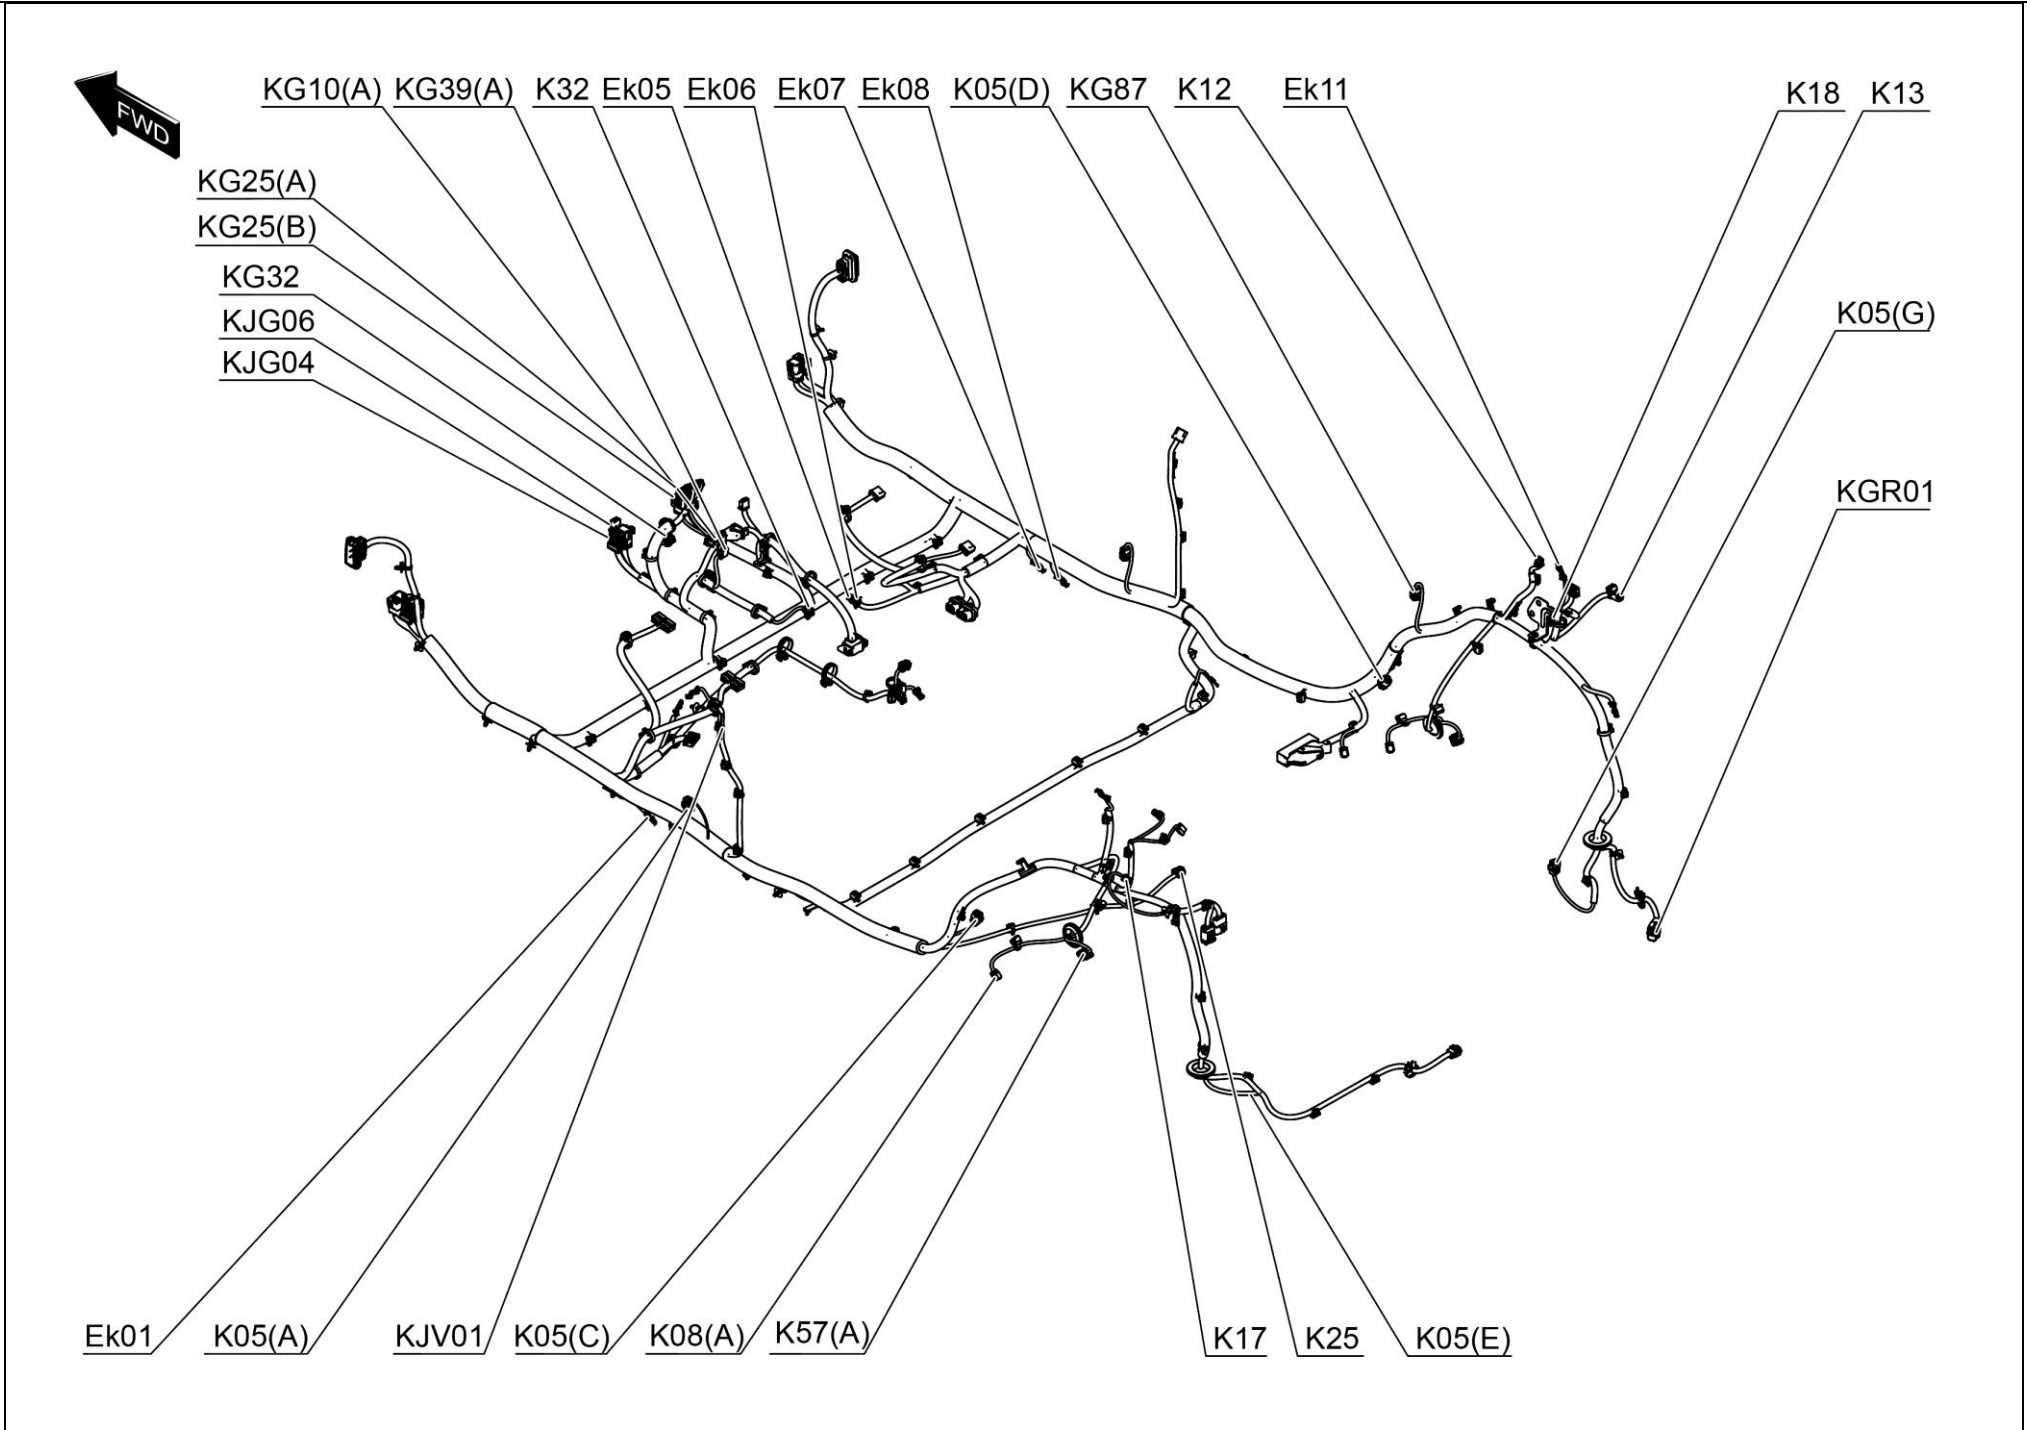 FWD
KG10(A) KG39(A) K32 Ek05 Ek06 Ek07 Ek08 K05(D) KG87 K12 Ek11 K18 K13
KG25(A)
KG25(B)
KG32
KJG06
KJG04
K05(G)
KGR01
Ek01 K05(A) KJV01 K05(C) K08(A) K57(A) K17 K25 K05(E)